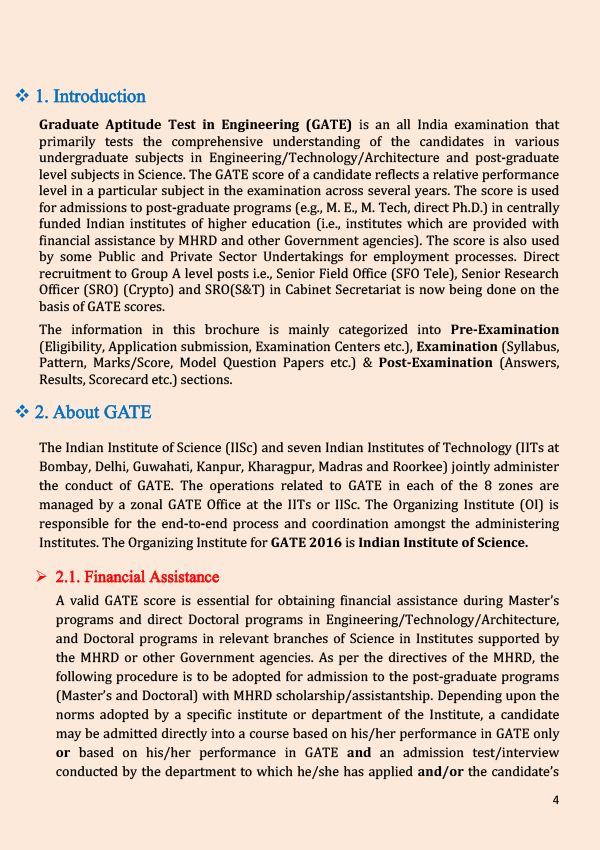 ❖ 1. Introduction
Graduate Aptitude Test in Engineering (GATE) is an all India examination that
primarily tests the comprehensive understanding of the candidates in various
undergraduate subjects in Engineering/Technology/Architecture and post-graduate
level subjects in Science. The GATE score of a candidate reflects a relative performance
level in a particular subject in the examination across several years. The score is used
for admissions to post-graduate programs (e.g., M. E., M. Tech, direct Ph.D.) in centrally
funded Indian institutes of higher education (i.e., institutes which are provided with
financial assistance by MHRD and other Government agencies). The score is also used
by some Public and Private Sector Undertakings for employment processes. Direct
recruitment to Group A level posts i.e., Senior Field Office (SFO Tele), Senior Research
Officer (SRO) (Crypto) and SRO(S&T) in Cabinet Secretariat is now being done on the
basis of GATE scores.
The information in this brochure is mainly categorized into Pre-Examination
(Eligibility, Application submission, Examination Centers etc.), Examination (Syllabus,
Pattern, Marks/Score, Model Question Papers etc.) & Post-Examination (Answers,
Results, Scorecard etc.) sections.
❖ 2. About GATE
The Indian Institute of Science (IISc) and seven Indian Institutes of Technology (IITs at
Bombay, Delhi, Guwahati, Kanpur, Kharagpur, Madras and Roorkee) jointly administer
the conduct of GATE. The operations related to GATE in each of the 8 zones are
managed by a zonal GATE Office at the IITs or IISc. The Organizing Institute (OI) is
responsible for the end-to-end process and coordination amongst the administering
Institutes. The Organizing Institute for GATE 2016 is Indian Institute of Science.
➢ 2.1. Financial Assistance
A valid GATE score is essential for obtaining financial assistance during Master's
programs and direct Doctoral programs in Engineering/Technology/Architecture,
and Doctoral programs in relevant branches of Science in Institutes supported by
the MHRD or other Government agencies. As per the directives of the MHRD, the
following procedure is to be adopted for admission to the post-graduate programs
(Master's and Doctoral) with MHRD scholarship/assistantship. Depending upon the
norms adopted by a specific institute or department of the Institute, a candidate
may be admitted directly into a course based on his/her performance in GATE only
or based on his/her performance in GATE and an admission test/interview
conducted by the department to which he/she has applied and/or the candidate's
4